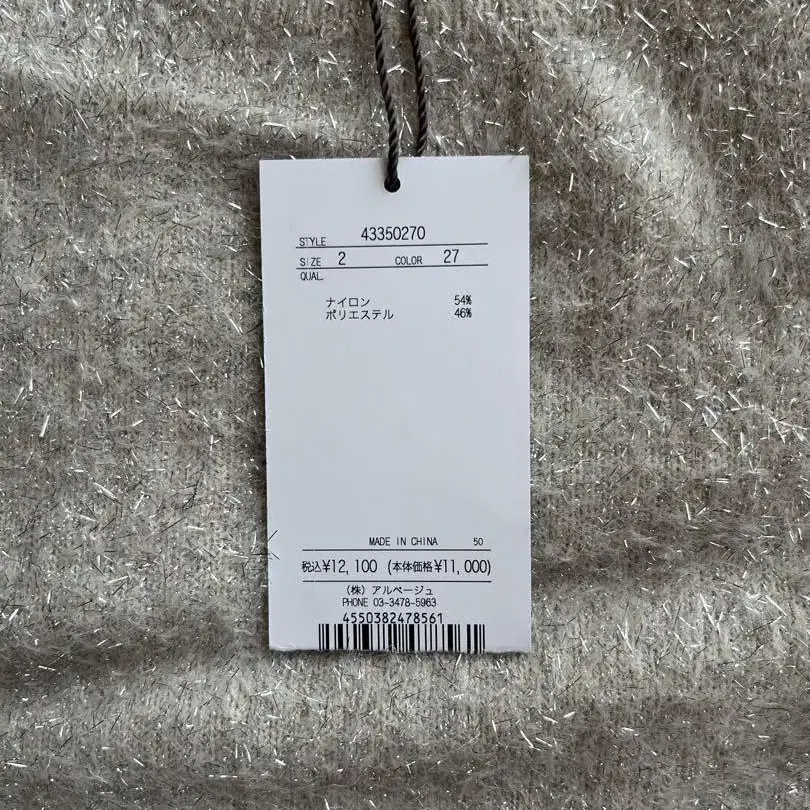 STYLE 43350270
SIZE 2 COLOR 27
QUAL.
ナイロン 54%
ポリエステル 46%
MADE IN CHINA 50
税込¥12,100 (本体価格¥11,000)
(株) アルページュ
PHONE 03-3478-5963
4550382478561